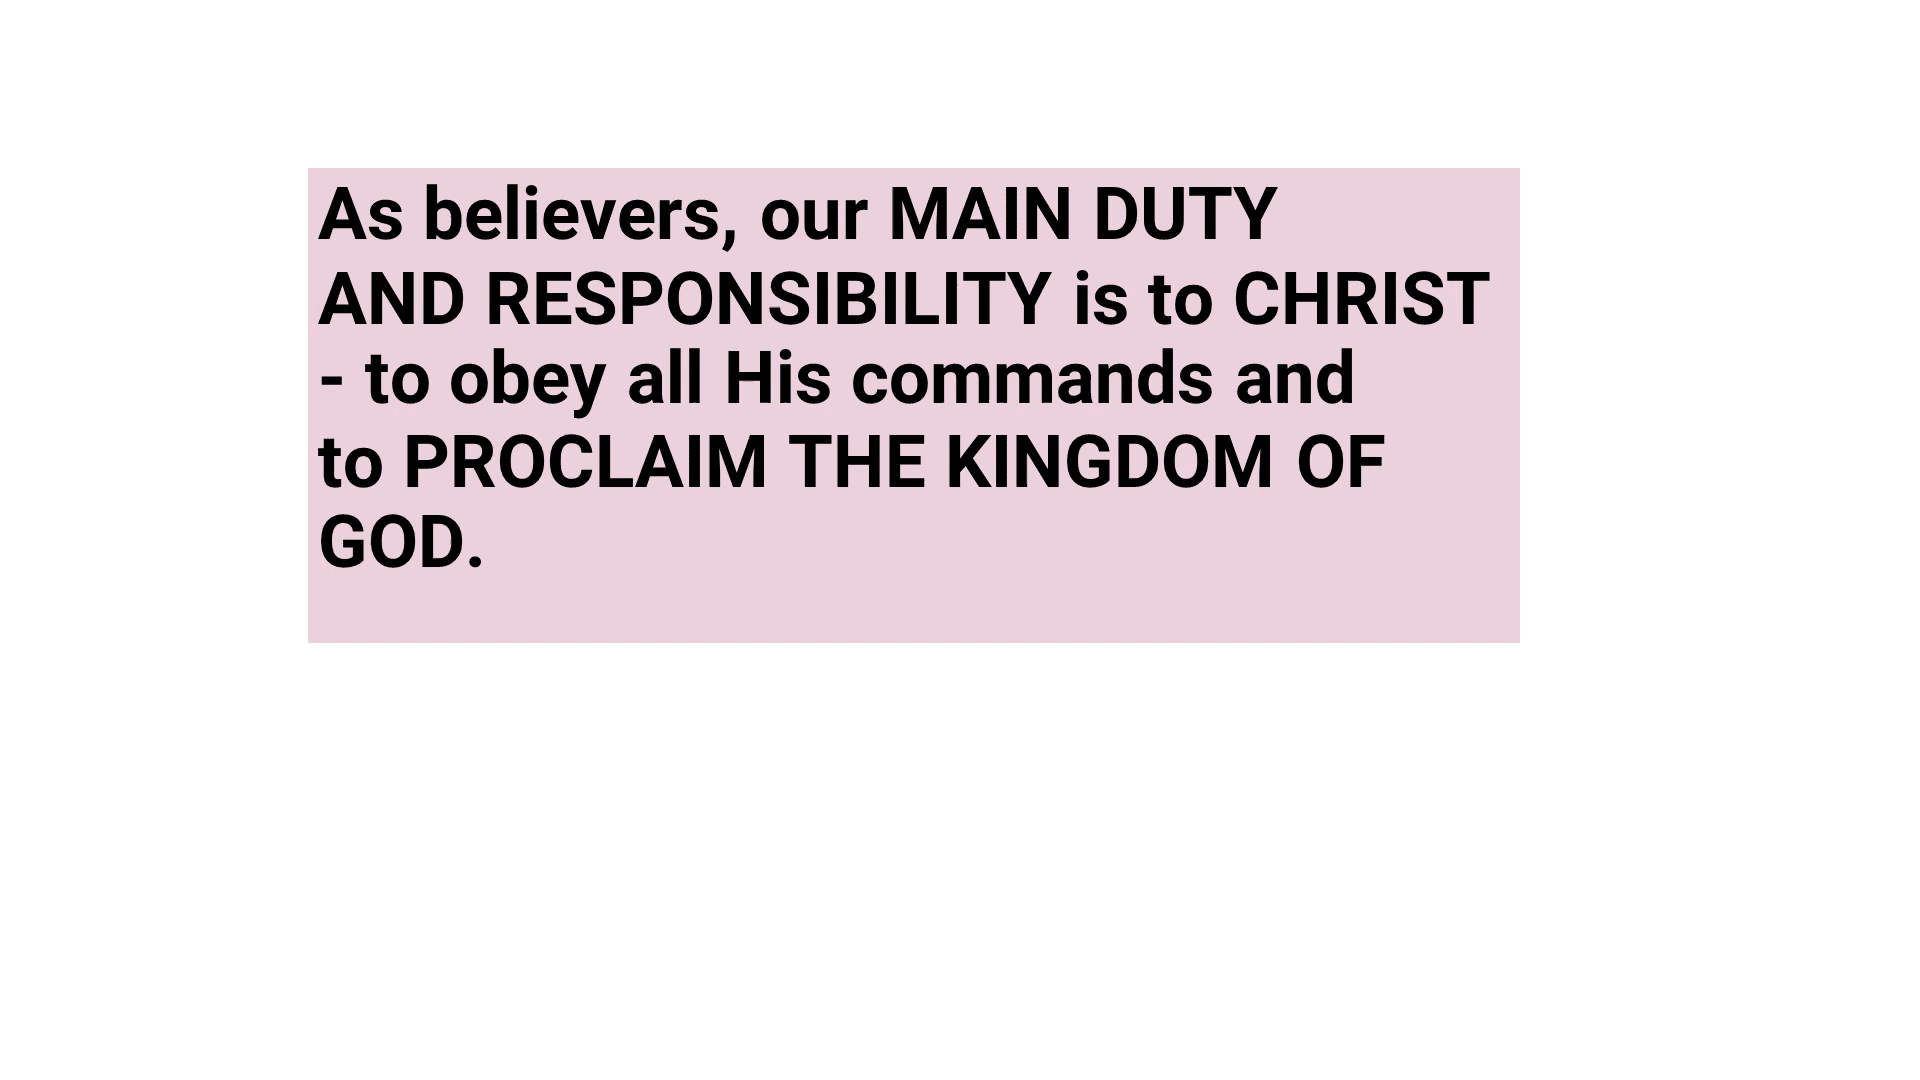 As believers, our MAIN DUTY
AND RESPONSIBILITY is to CHRIST
- to obey all His commands and
to PROCLAIM THE KINGDOM OF
GOD.